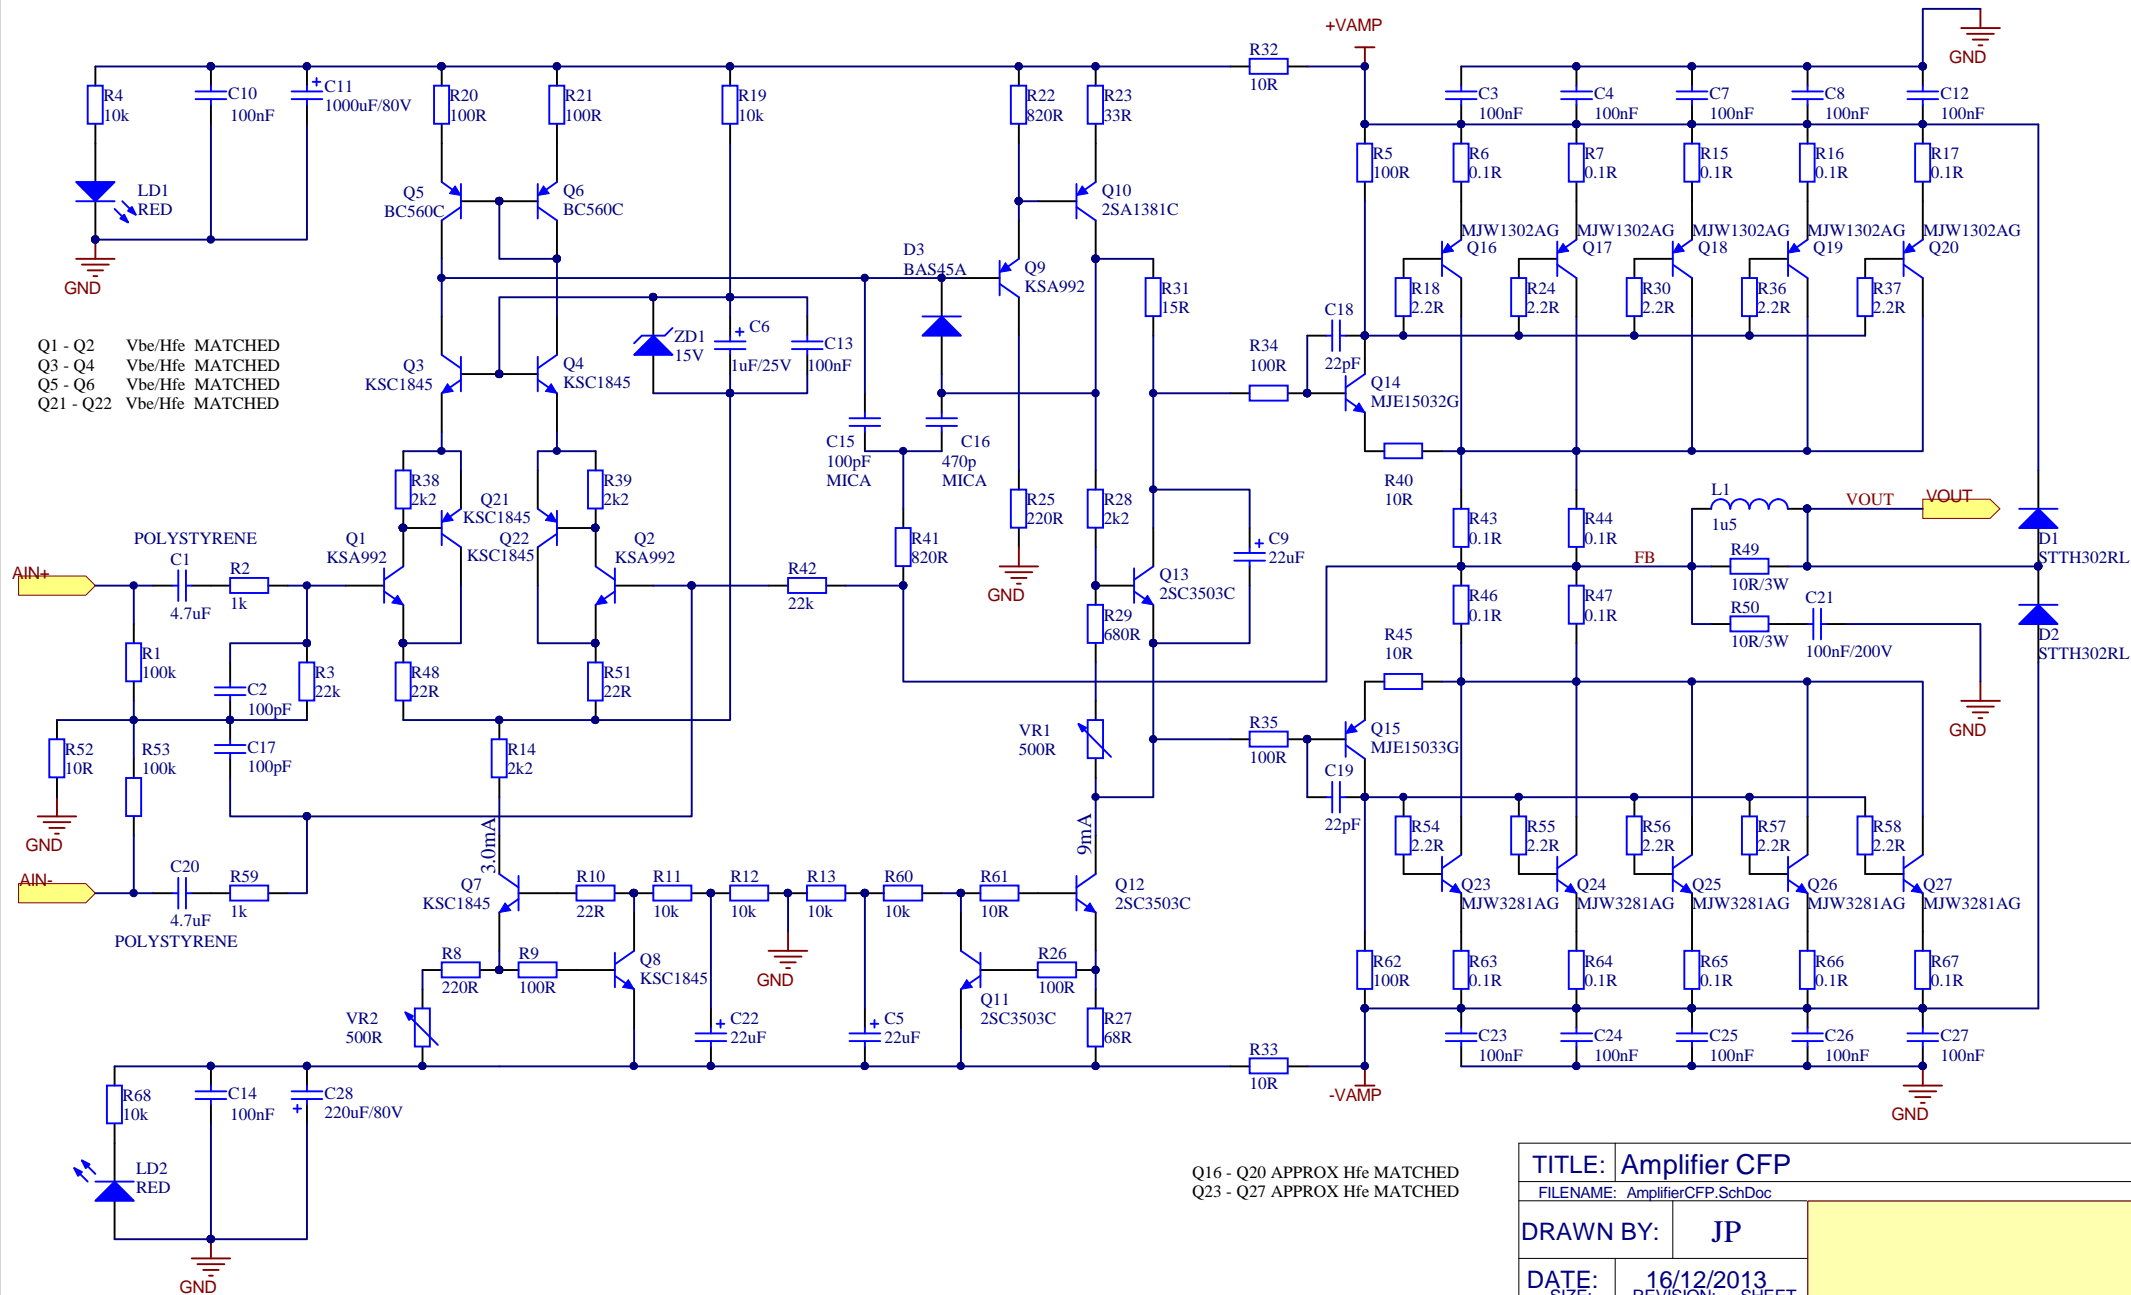 +VAMP
GND
R32
10R
R4
10k
C10
100nF
C11
1000uF/80V
R20
100R
R21
100R
R19
10k
R22
820R
R23
33R
C3
100nF
C4
100nF
C7
100nF
C8
100nF
C12
100nF
R5
100R
R6
0.1R
R7
0.1R
R15
0.1R
R16
0.1R
R17
0.1R
LD1
RED
GND
Q5
BC560C
Q6
BC560C
Q10
2SA1381C
MJW1302AG
Q16
MJW1302AG
Q17
MJW1302AG
Q18
MJW1302AG
Q19
MJW1302AG
Q20
D3
BAS45A
Q9
KSA992
R31
15R
R18
2.2R
R24
2.2R
R30
2.2R
R36
2.2R
R37
2.2R
Q1 - Q2 Vbe/Hfe MATCHED
Q3 - Q4 Vbe/Hfe MATCHED
Q5 - Q6 Vbe/Hfe MATCHED
Q21 - Q22 Vbe/Hfe MATCHED
Q3
KSC1845
Q4
KSC1845
ZD1
15V
C6
1uF/25V
C13
100nF
R34
100R
C18
22pF
Q14
MJE15032G
C15
100pF
MICA
C16
470p
MICA
R40
10R
R38
2k2
Q21
KSC1845
Q22
KSC1845
R39
2k2
R25
220R
GND
R28
2k2
R41
820R
C9
22uF
R43
0.1R
R44
0.1R
L1
1u5
VOUT
VOUT
D1
STTH302RL
POLYSTYRENE
C1
4.7uF
R2
1k
AIN+
Q1
KSA992
Q2
KSA992
R42
22k
Q13
2SC3503C
FB
R49
10R/3W
R50
10R/3W
C21
100nF/200V
D2
STTH302RL
R46
0.1R
R47
0.1R
R29
680R
R45
10R
R1
100k
C2
100pF
R3
22k
R48
22R
R51
22R
GND
VR1
500R
R35
100R
Q15
MJE15033G
C19
22pF
R52
10R
R53
100k
C17
100pF
R14
2k2
GND
3.0mA
9mA
R54
2.2R
R55
2.2R
R56
2.2R
R57
2.2R
R58
2.2R
AIN-
C20
4.7uF
POLYSTYRENE
R59
1k
Q7
KSC1845
R10
22R
R11
10k
R12
10k
R13
10k
R60
10k
R61
10R
Q12
2SC3503C
Q23
MJW3281AG
Q24
MJW3281AG
Q25
MJW3281AG
Q26
MJW3281AG
Q27
MJW3281AG
R8
220R
R9
100R
Q8
KSC1845
GND
Q11
2SC3503C
R26
100R
R62
100R
R63
0.1R
R64
0.1R
R65
0.1R
R66
0.1R
R67
0.1R
VR2
500R
C22
22uF
C5
22uF
R27
68R
R33
10R
C23
100nF
C24
100nF
C25
100nF
C26
100nF
C27
100nF
-VAMP
GND
R68
10k
C14
100nF
C28
220uF/80V
LD2
RED
GND
Q16 - Q20 APPROX Hfe MATCHED
Q23 - Q27 APPROX Hfe MATCHED
TITLE: Amplifier CFP
FILENAME: AmplifierCFP.SchDoc
DRAWN BY: JP
DATE: 16/12/2013
SIZE: REVISION: SHEET